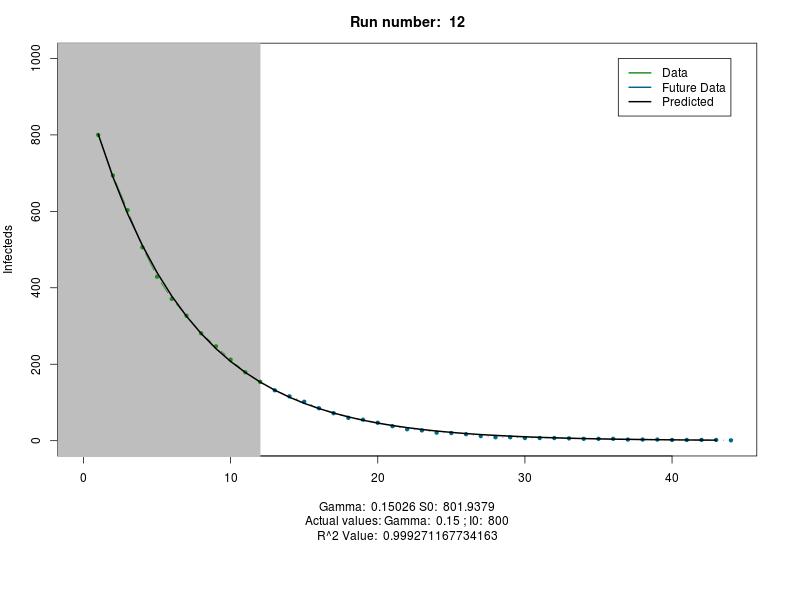 Run number:  12
Infecteds
1000
800
600
400
200
0
Data
Future Data
Predicted
0 10 20 30 40
Gamma:  0.15026 S0:  801.9379
Actual values: Gamma:  0.15 ; I0:  800
R^2 Value:  0.999271167734163